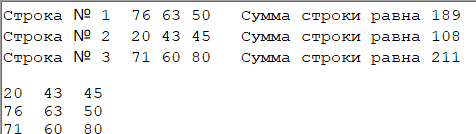 Строка № 1  76 63 50   Сумма строки равна 189
Строка № 2  20 43 45   Сумма строки равна 108
Строка № 3  71 60 80   Сумма строки равна 211
20  43  45
76  63  50
71  60  80